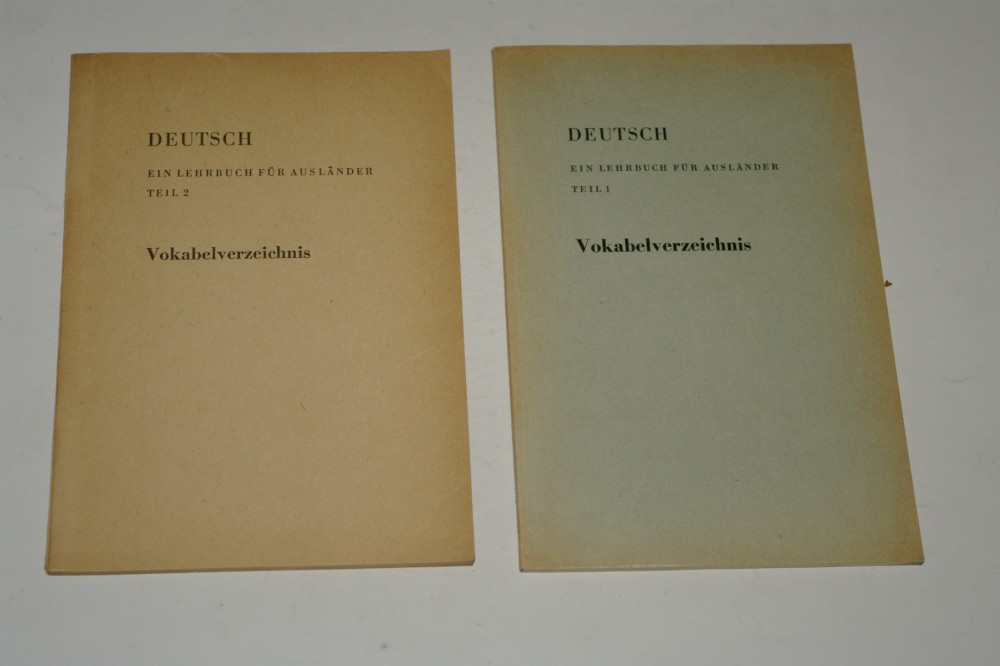 DEUTSCH
EIN LEHRBUCH FÜR AUSLÄNDER
TEIL 2
Vokabelverzeichnis
DEUTSCH
EIN LEHRBUCH FÜR AUSLÄNDER
TEIL 1
Vokabelverzeichnis